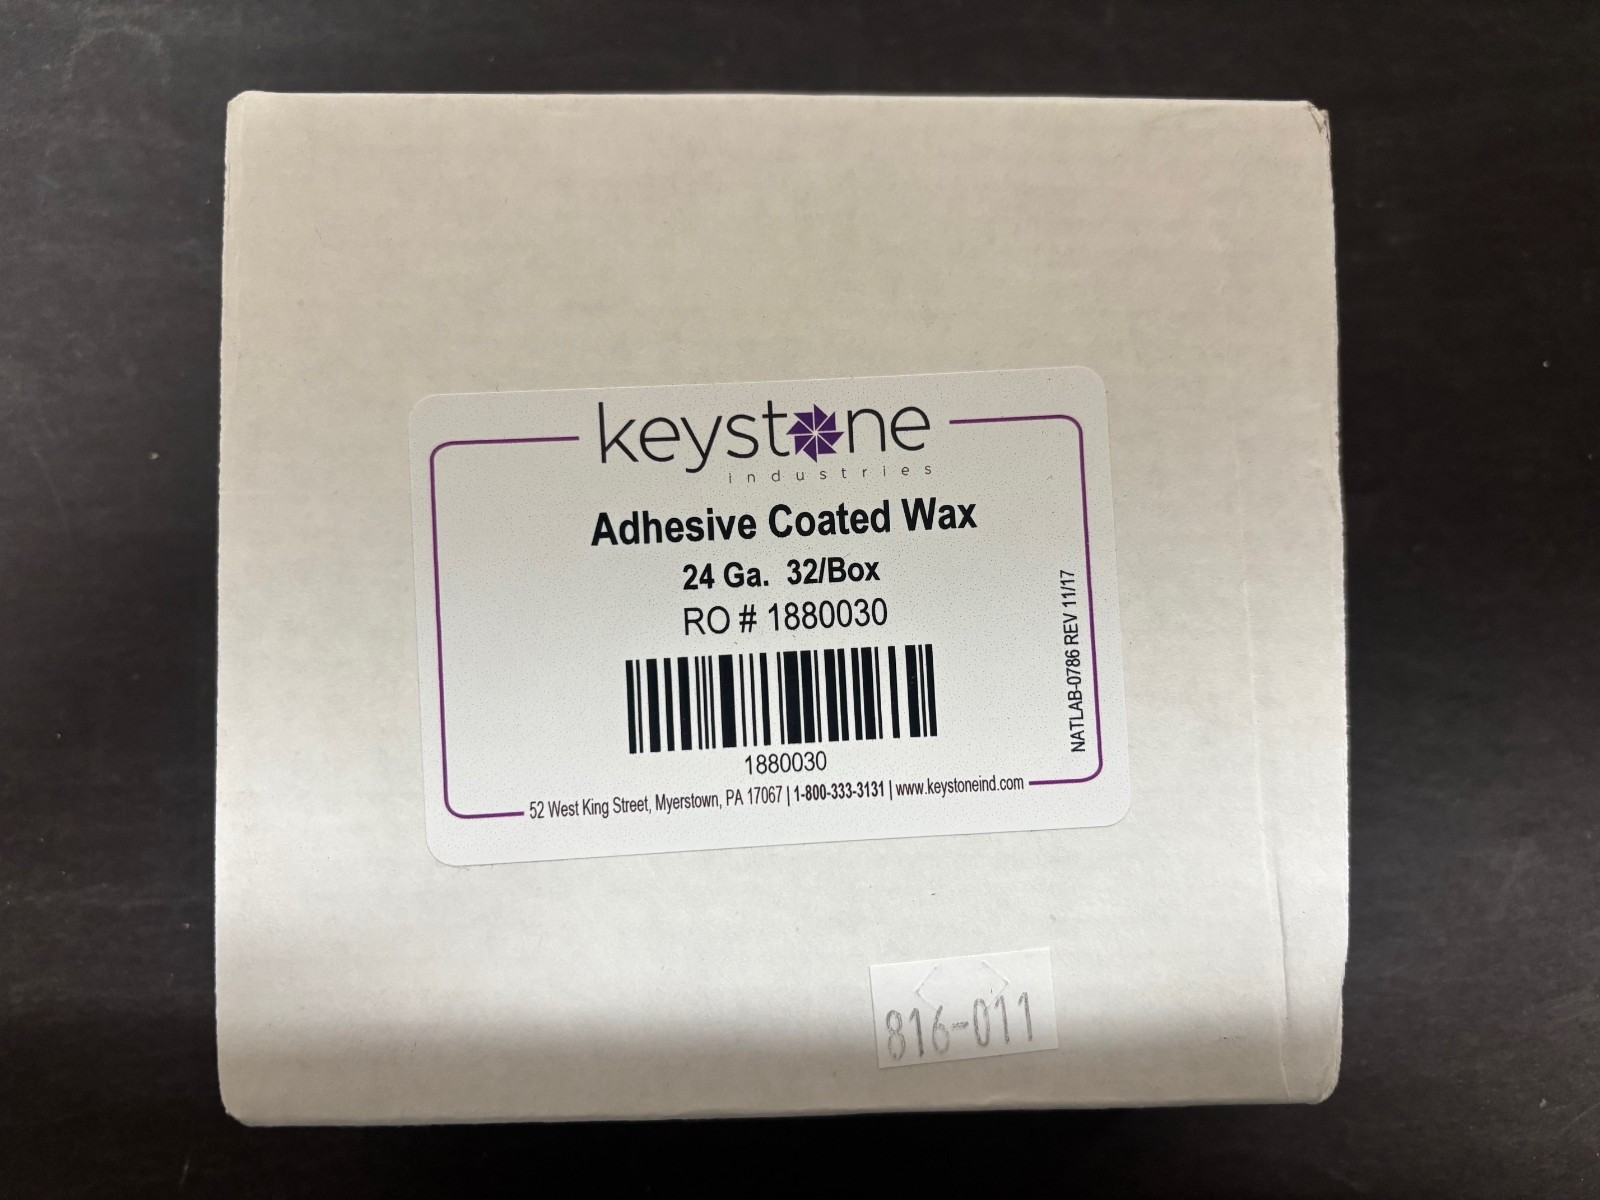 keystone
industries
Adhesive Coated Wax
24 Ga. 32/Box
RO # 1880030
1880030
52 West King Street, Myerstown, PA 17067 | 1-800-333-3131 | www.keystoneind.com
NATLAB-0786 REV 11/17
816-011